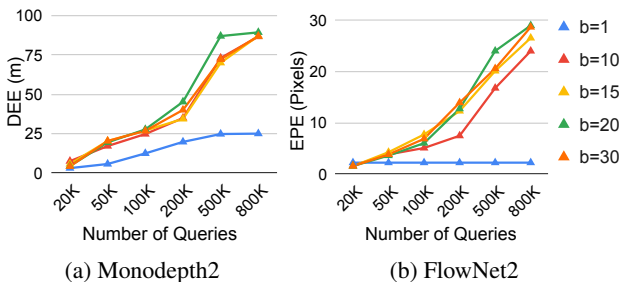 100
75
50
25
0
DEE (m)
20K
50K
100K
200K
500K
800K
Number of Queries
(a) Monodepth2
30
20
10
0
EPE (Pixels)
20K
50K
100K
200K
500K
800K
Number of Queries
(b) FlowNet2
b=1
b=10
b=15
b=20
b=30